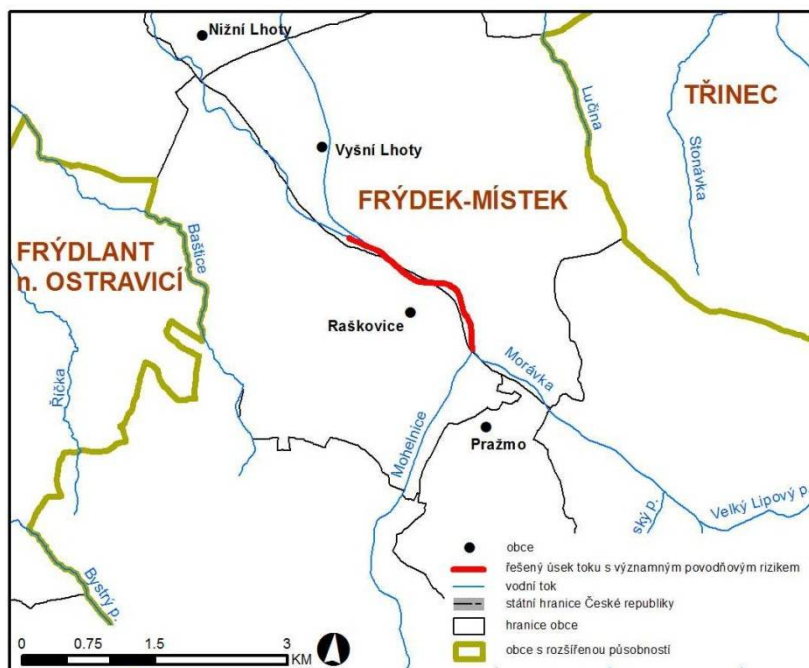 Nižní Lhoty
Lučina
TŘINEC
Stonávka
Vyšní Lhoty
FRÝDEK-MÍSTEK
Baštice
FRÝDLANT
n. OSTRAVICÍ
Raškovice
Říčka
Morávka
Mohelnice
Pražmo
Velký Lipový p.
ský p.
Bystrý p.
obce
řešený úsek toku s významným povodňovým rizikem
vodní tok
státní hranice České republiky
hranice obce
obce s rozšířenou působností
0 0.75 1.5 3
KM